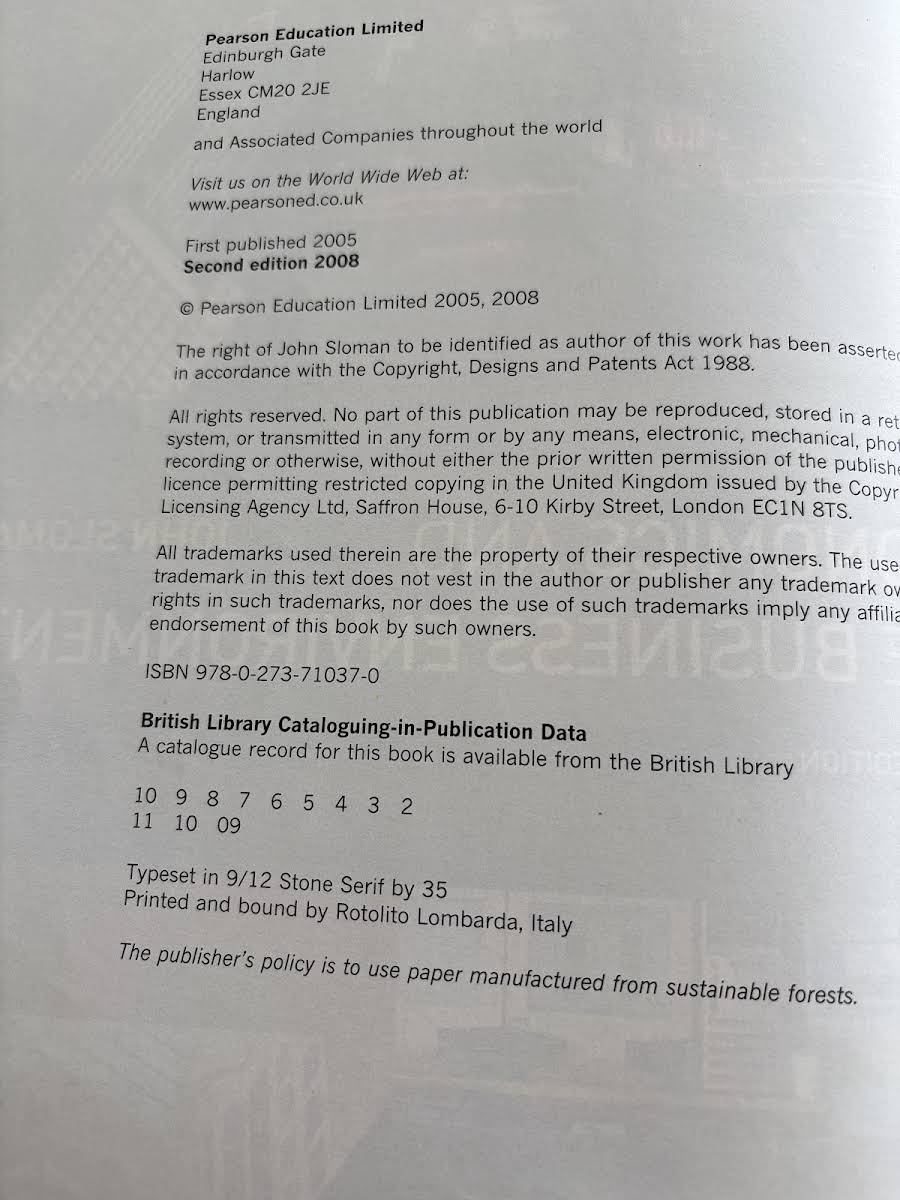 Pearson Education Limited
Edinburgh Gate
Harlow
Essex CM20 2JE
England
and Associated Companies throughout the world
Visit us on the World Wide Web at:
www.pearsoned.co.uk
First published 2005
Second edition 2008
© Pearson Education Limited 2005, 2008
The right of John Sloman to be identified as author of this work has been asserted
in accordance with the Copyright, Designs and Patents Act 1988.
All rights reserved. No part of this publication may be reproduced, stored in a ret
system, or transmitted in any form or by any means, electronic, mechanical, phot
recording or otherwise, without either the prior written permission of the publishe
licence permitting restricted copying in the United Kingdom issued by the Copyr
Licensing Agency Ltd, Saffron House, 6-10 Kirby Street, London EC1N 8TS.
All trademarks used therein are the property of their respective owners. The use
trademark in this text does not vest in the author or publisher any trademark ow
rights in such trademarks, nor does the use of such trademarks imply any affilia
endorsement of this book by such owners.
ISBN 978-0-273-71037-0
British Library Cataloguing-in-Publication Data
A catalogue record for this book is available from the British Library
10 9 8 7 6 5 4 3 2
11 10 09
Typeset in 9/12 Stone Serif by 35
Printed and bound by Rotolito Lombarda, Italy
The publisher's policy is to use paper manufactured from sustainable forests.